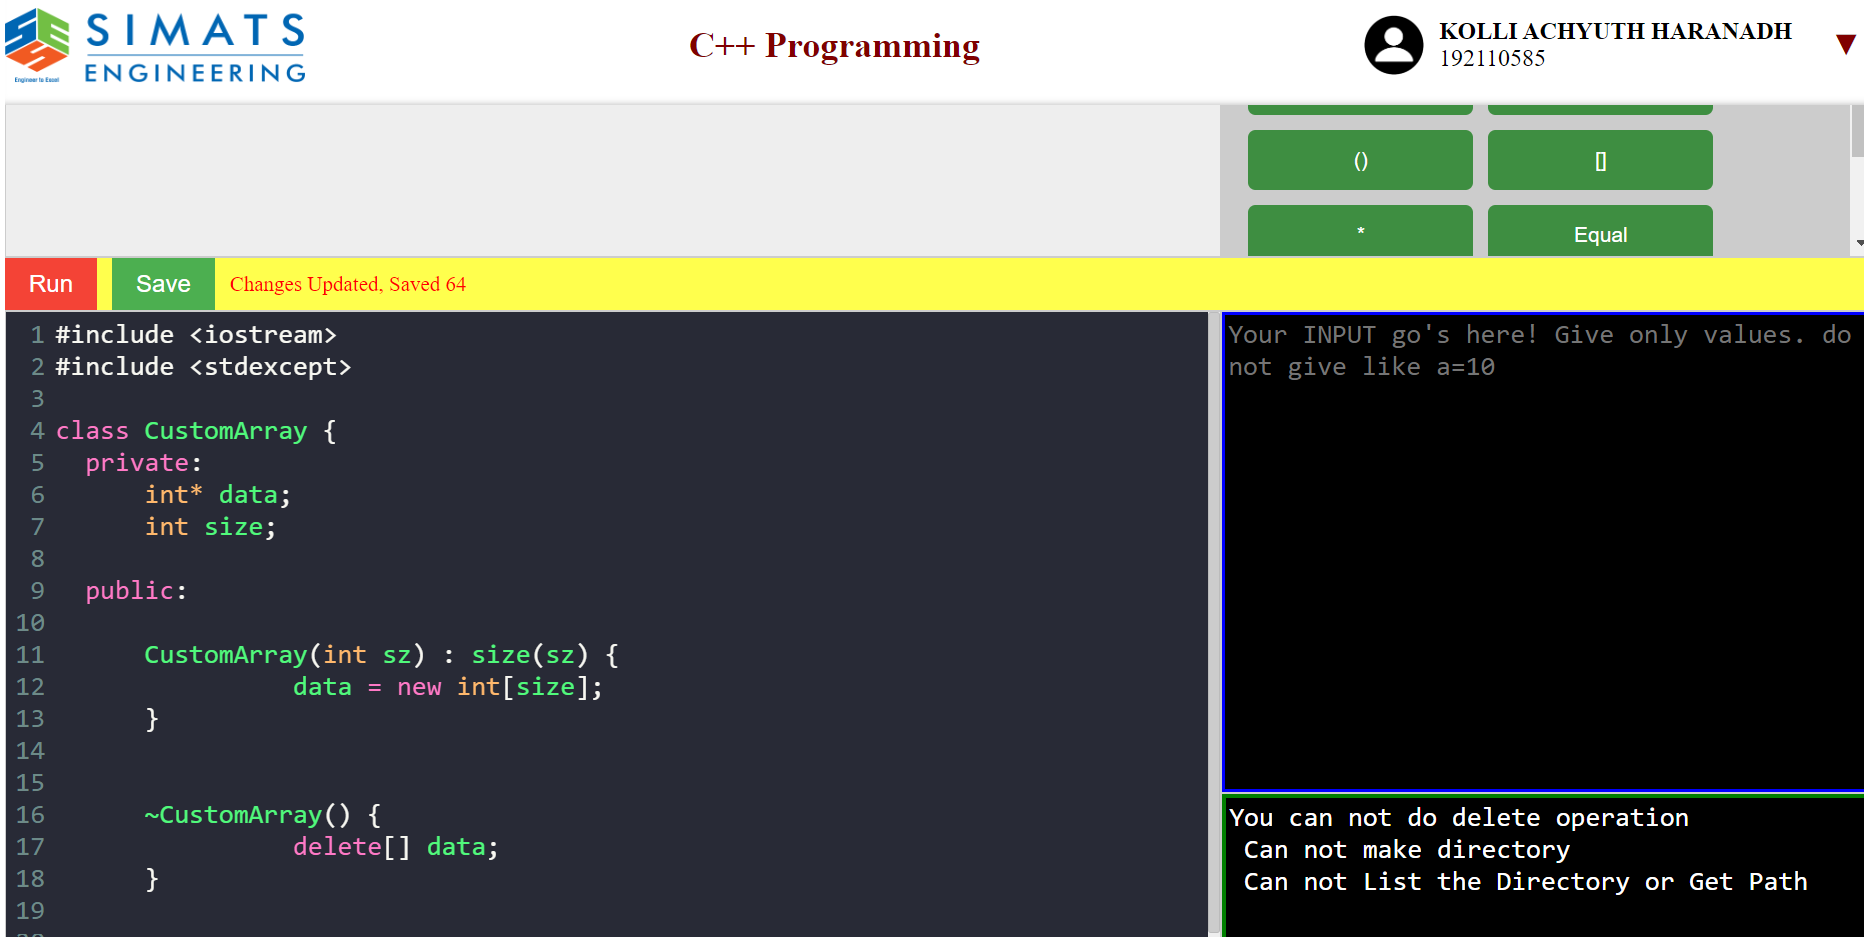 SIMATS
ENGINEERING
Engineer to Excel
C++ Programming
KOLLI ACHYUTH HARANADH
192110585
▼
() []
* Equal
Run Save Changes Updated, Saved 64
1 #include <iostream>
2 #include <stdexcept>
3
4 class CustomArray {
5 private:
6 int* data;
7 int size;
8
9 public:
10
11 CustomArray(int sz) : size(sz) {
12 data = new int[size];
13 }
14
15
16 ~CustomArray() {
17 delete[] data;
18 }
19
Your INPUT go's here! Give only values. do
not give like a=10
You can not do delete operation
Can not make directory
Can not List the Directory or Get Path